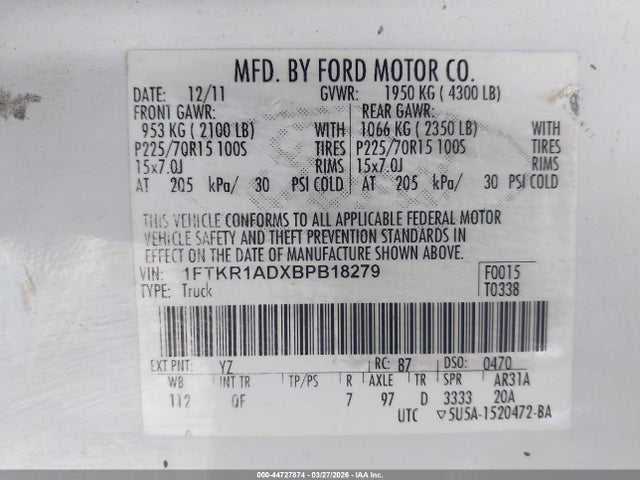 MFD. BY FORD MOTOR CO.
DATE: 12/11 GVWR: 1950 KG ( 4300 LB)
FRONT GAWR: REAR GAWR:
953 KG ( 2100 LB) WITH 1066 KG ( 2350 LB) WITH
P225/70R15 100S TIRES P225/70R15 100S TIRES
15x7.0J RIMS 15x7.0J RIMS
AT 205 kPa/ 30 PSI COLD AT 205 kPa/ 30 PSI COLD
THIS VEHICLE CONFORMS TO ALL APPLICABLE FEDERAL MOTOR
VEHICLE SAFETY AND THEFT PREVENTION STANDARDS IN
EFFECT ON THE DATE OF MANUFACTURE SHOWN ABOVE.
VIN: 1FTKR1ADXBPB18279 F0015
TYPE: Truck T0338
EXT PNT: YZ RC: 87 DSO: 0470
WB INT TR TP/PS R AXLE TR SPR AR31A
112 QF 7 97 D 3333 20A
UTC ▽5U5A-1520472-BA
000-44727874 | 03/27/2026 - IAAI.COM